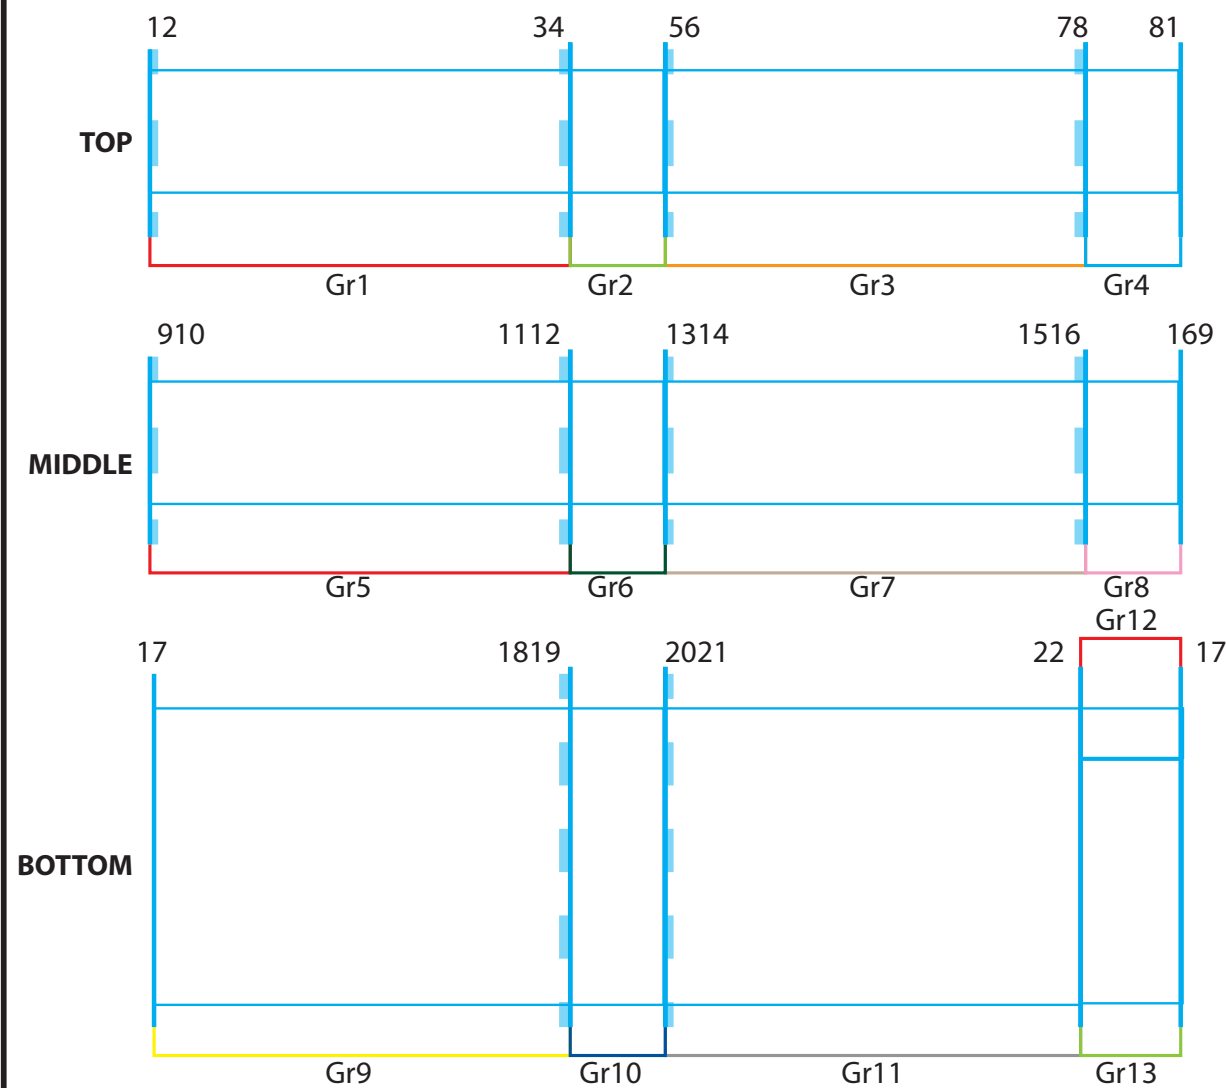 12 34 56 78 81
TOP
Gr1 Gr2 Gr3 Gr4
910 1112 1314 1516 169
MIDDLE
Gr5 Gr6 Gr7 Gr8
Gr12
17 1819 2021 22 17
BOTTOM
Gr9 Gr10 Gr11 Gr13